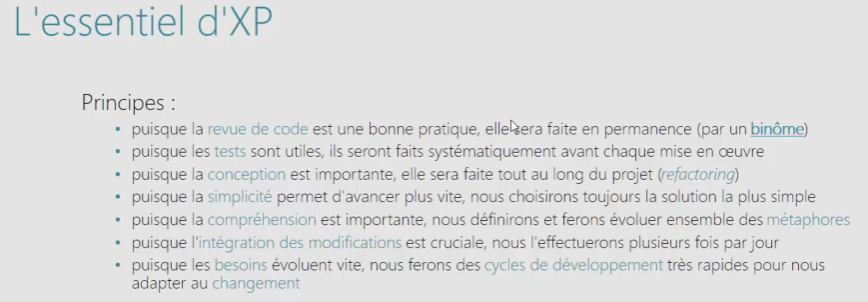 L'essentiel d'XP
Principes :
• puisque la revue de code est une bonne pratique, elle sera faite en permanence (par un binôme)
• puisque les tests sont utiles, ils seront faits systématiquement avant chaque mise en œuvre
• puisque la conception est importante, elle sera faite tout au long du projet (refactoring)
• puisque la simplicité permet d'avancer plus vite, nous choisirons toujours la solution la plus simple
• puisque la compréhension est importante, nous définirons et ferons évoluer ensemble des métaphores
• puisque l'intégration des modifications est cruciale, nous l'effectuerons plusieurs fois par jour
• puisque les besoins évoluent vite, nous ferons des cycles de développement très rapides pour nous
adapter au changement